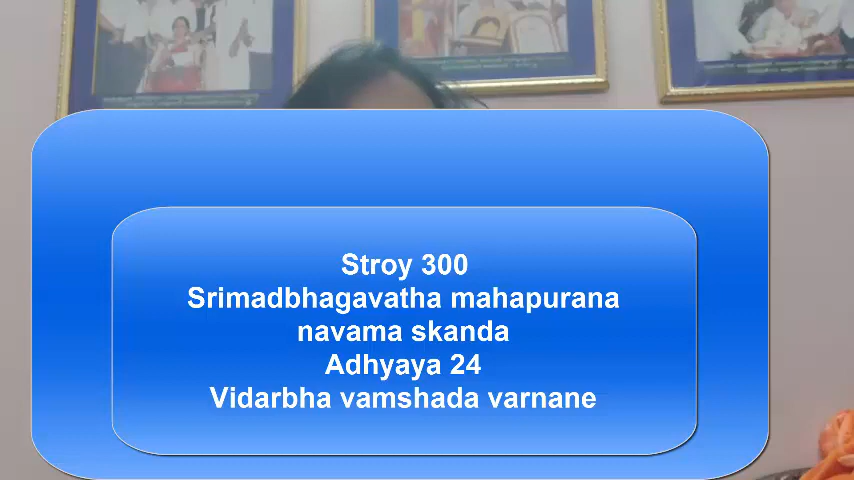 Stroy 300
Srimadbhagavatha mahapurana
navama skanda
Adhyaya 24
Vidarbha vamshada varnane